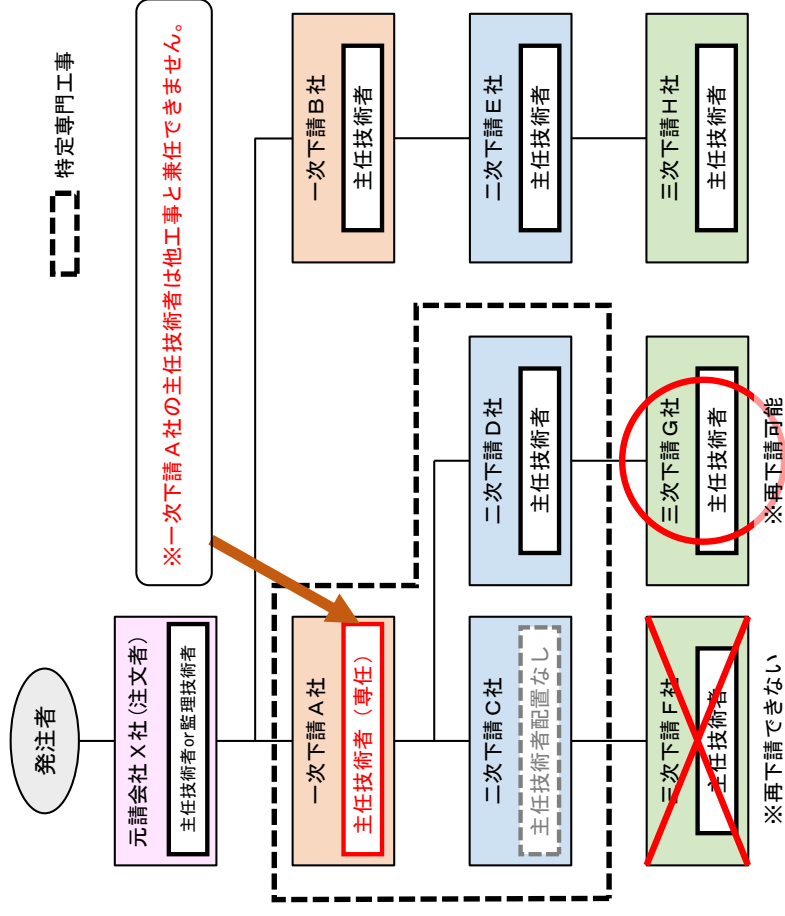 特定専門工事
※一次下請A社の主任技術者は他工事と兼任できません。
発注者
元請会社X社(注文者)
主任技術者or監理技術者
一次下請A社
主任技術者（専任）
一次下請B社
主任技術者
二次下請C社
主任技術者配置なし
二次下請D社
主任技術者
二次下請E社
主任技術者
三次下請F社
主任技術者
※再下請できない
三次下請G社
主任技術者
※再下請可能
三次下請H社
主任技術者